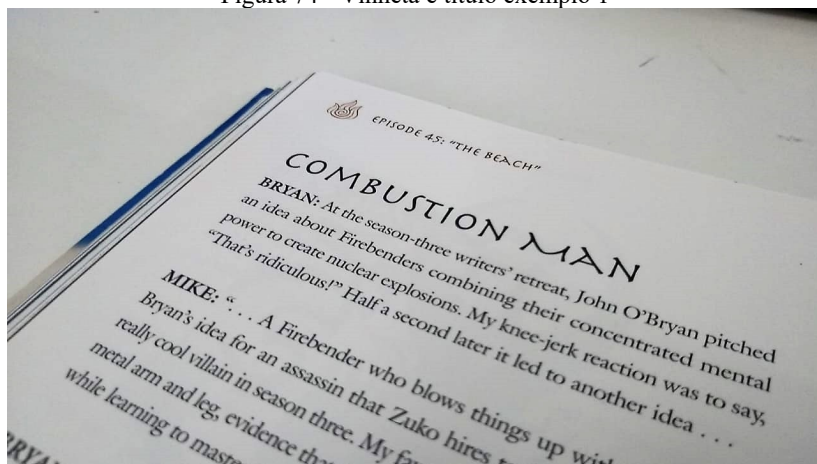 Figura 74 - Vinheta e título exemplo 1
EPISODE 45: "THE BEACH"
COMBUSTION MAN
BRYAN: At the season-three writers' retreat, John O'Bryan pitched
an idea about Firebenders combining their concentrated mental
power to create nuclear explosions. My knee-jerk reaction was to say,
"That's ridiculous!" Half a second later it led to another idea . . .
MIKE: ". . . A Firebender who blows things up with
Bryan's idea for an assassin that Zuko hires
really cool villain in season three. My
metal arm and leg, evidence
while learning to